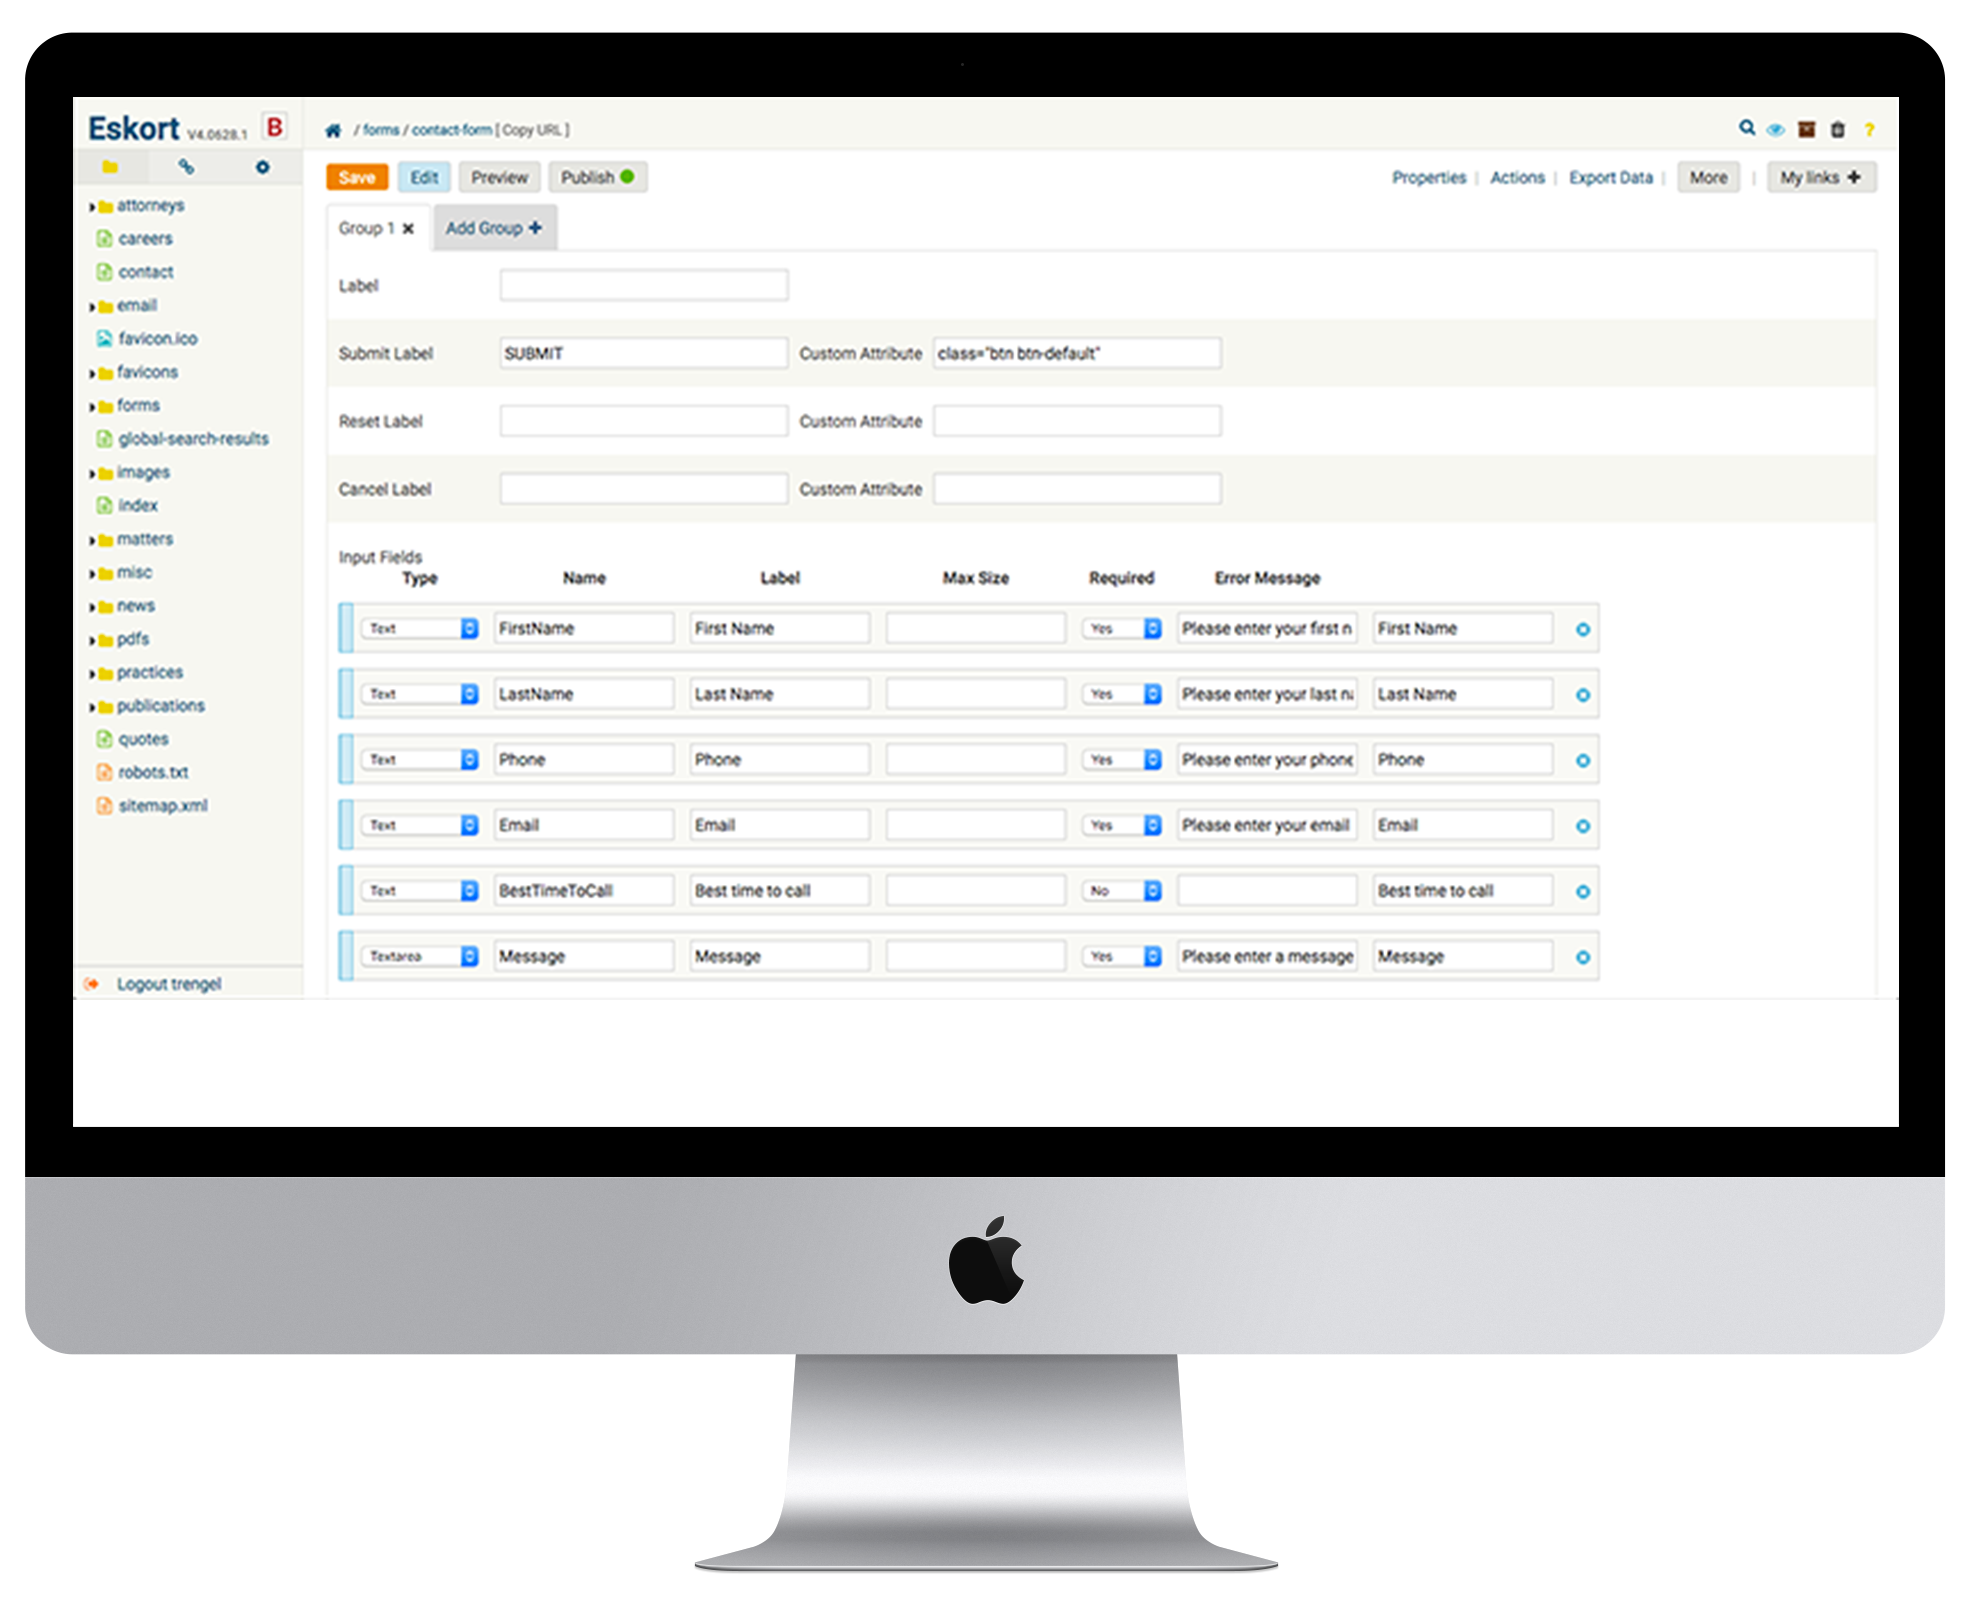 Eskort V4.0628.1 B
/ forms / contact-form [ Copy URL ]
?
Save Edit Preview Publish
Properties | Actions | Export Data | More | My links
attorneys
careers
contact
email
favicon.ico
favicons
forms
global-search-results
images
index
matters
misc
news
pdfs
practices
publications
quotes
robots.txt
sitemap.xml
Logout trengel
Group 1 Add Group
Label
Submit Label SUBMIT Custom Attribute class="btn btn-default"
Reset Label Custom Attribute
Cancel Label Custom Attribute
Input Fields
Type Name Label Max Size Required Error Message
Text FirstName First Name Yes Please enter your first n First Name
Text LastName Last Name Yes Please enter your last na Last Name
Text Phone Phone Yes Please enter your phone Phone
Text Email Email Yes Please enter your email Email
Text BestTimeToCall Best time to call No Best time to call
Textarea Message Message Yes Please enter a message Message